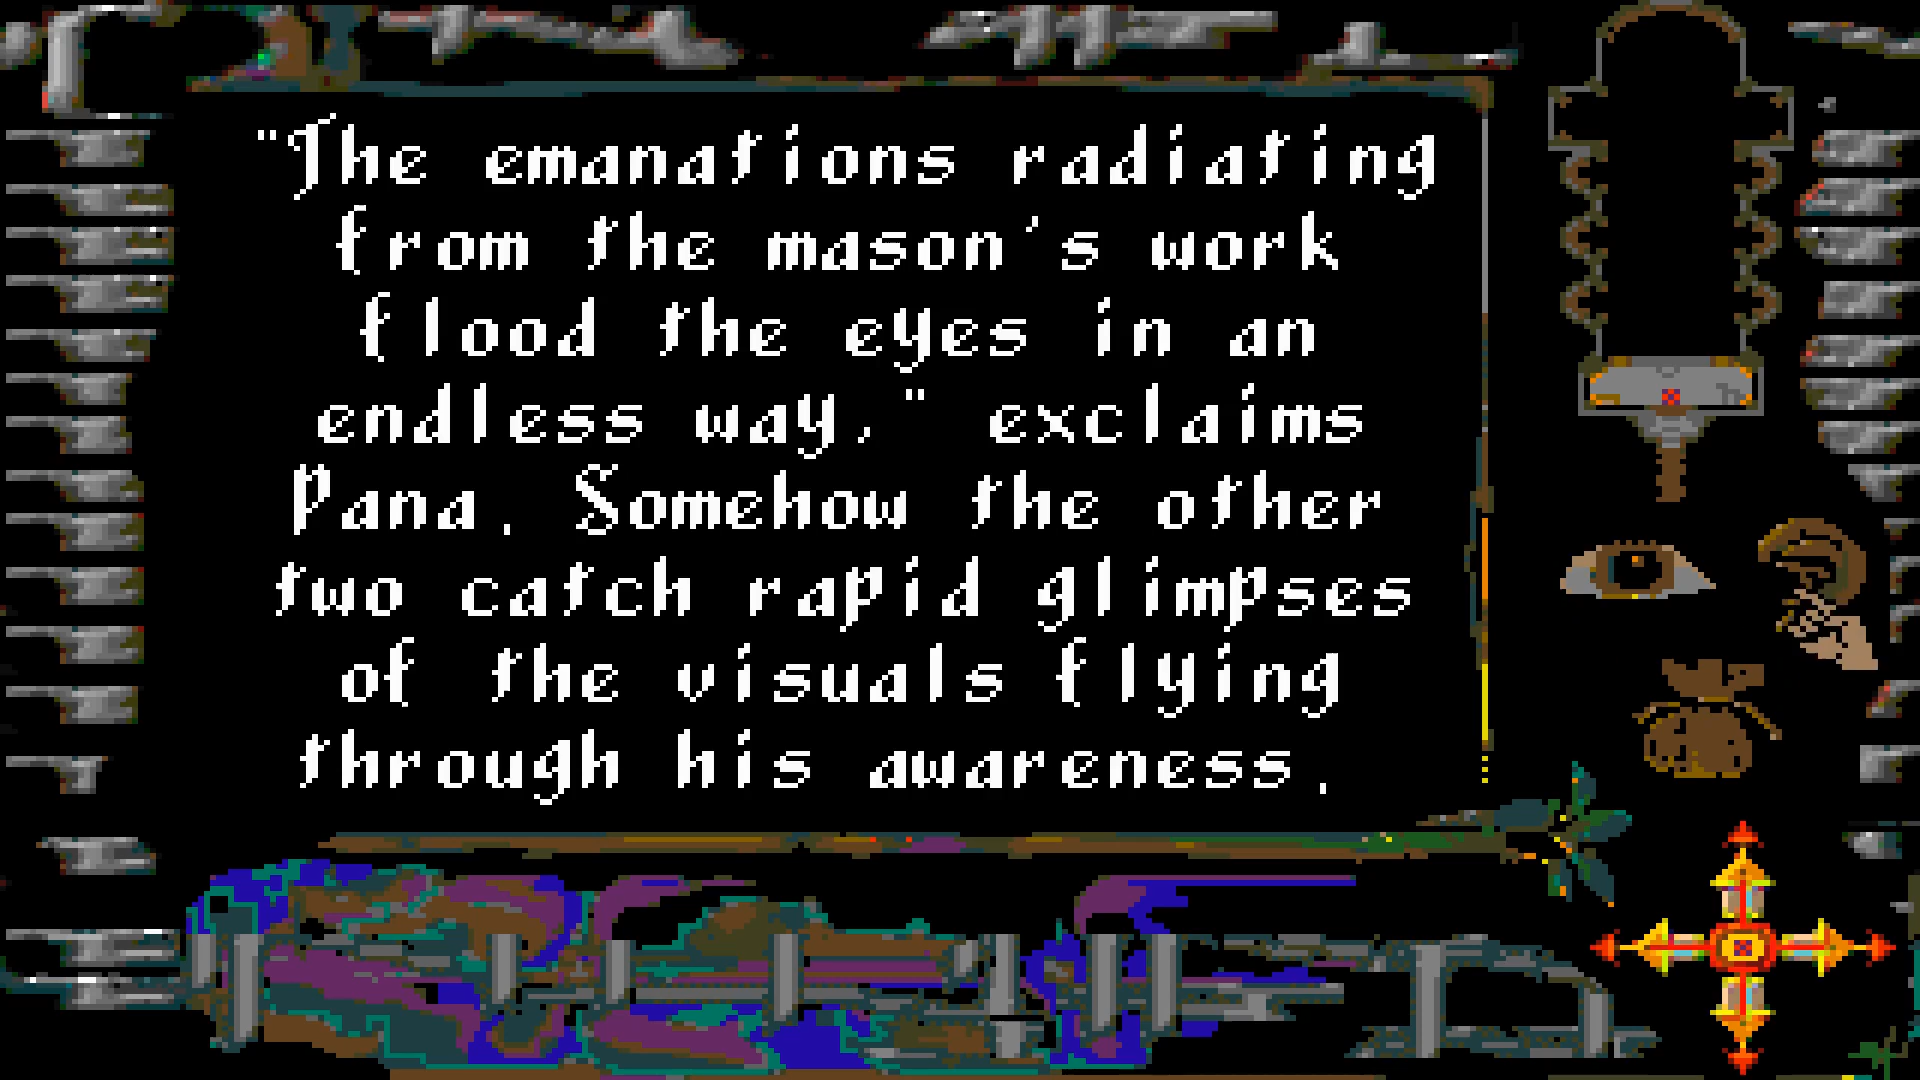 "The emanations radiating
from the mason's work
flood the eyes in an
endless way," exclaims
Pana. Somehow the other
two catch rapid glimpses
of the visuals flying
through his awareness.